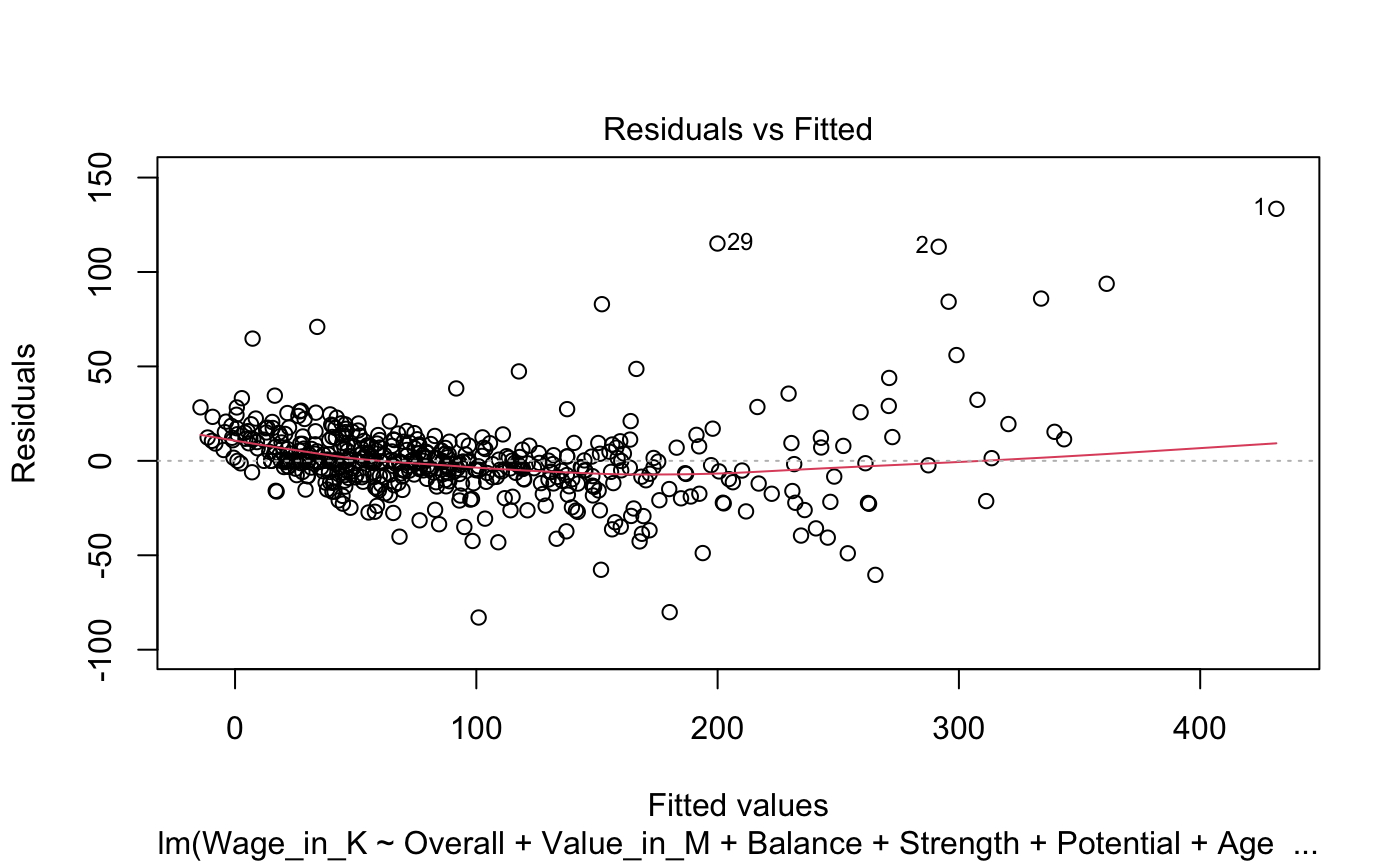 Residuals vs Fitted
Residuals
150
100
50
0
-50
-100
1
29
2
0 100 200 300 400
Fitted values
lm(Wage_in_K ~ Overall + Value_in_M + Balance + Strength + Potential + Age ...